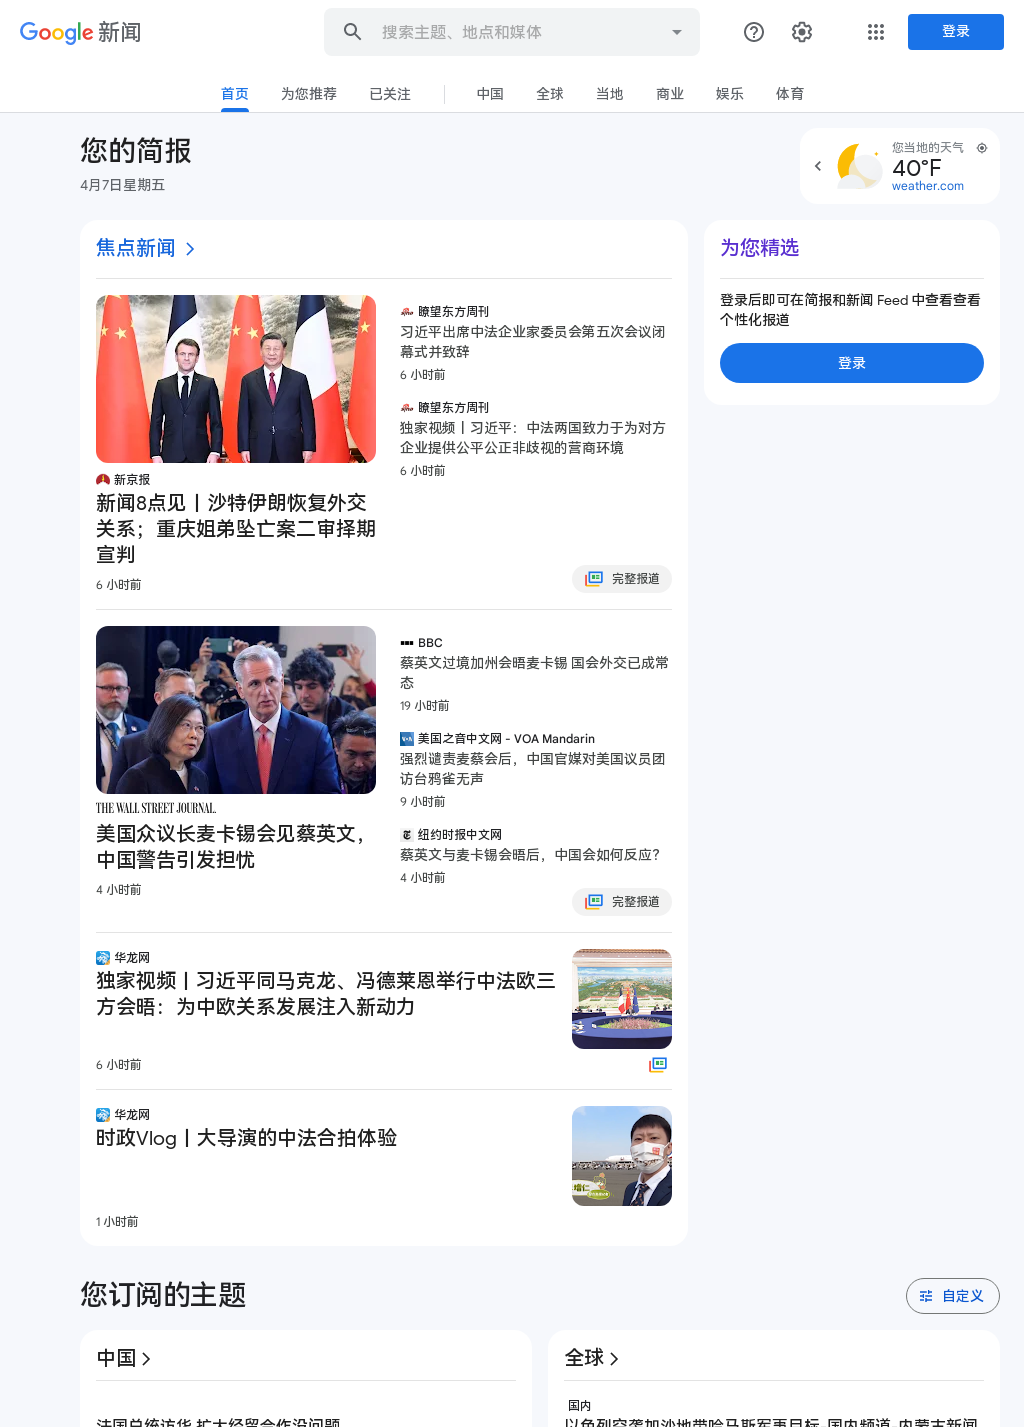 Google 新闻
搜索主题、地点和媒体
登录
首页
为您推荐
已关注
中国
全球
当地
商业
娱乐
体育
您的简报
4月7日星期五
您当地的天气
40°F
weather.com
焦点新闻
新京报
新闻8点见丨沙特伊朗恢复外交
关系；重庆姐弟坠亡案二审择期
宣判
6 小时前
瞭望东方周刊
习近平出席中法企业家委员会第五次会议闭
幕式并致辞
6 小时前
瞭望东方周刊
独家视频丨习近平：中法两国致力于为对方
企业提供公平公正非歧视的营商环境
6 小时前
完整报道
THE WALL STREET JOURNAL.
美国众议长麦卡锡会见蔡英文，
中国警告引发担忧
4 小时前
BBC
蔡英文过境加州会晤麦卡锡 国会外交已成常
态
19 小时前
美国之音中文网 - VOA Mandarin
强烈谴责麦蔡会后，中国官媒对美国议员团
访台鸦雀无声
9 小时前
纽约时报中文网
蔡英文与麦卡锡会晤后，中国会如何反应？
4 小时前
完整报道
华龙网
独家视频丨习近平同马克龙、冯德莱恩举行中法欧三
方会晤：为中欧关系发展注入新动力
6 小时前
华龙网
时政Vlog丨大导演的中法合拍体验
1 小时前
为您精选
登录后即可在简报和新闻 Feed 中查看查看
个性化报道
登录
您订阅的主题
自定义
中国
法国总统访华 扩大经贸合作没问题
全球
国内
以色列空袭加沙地带哈马斯军事目标-国内频道-内蒙古新闻